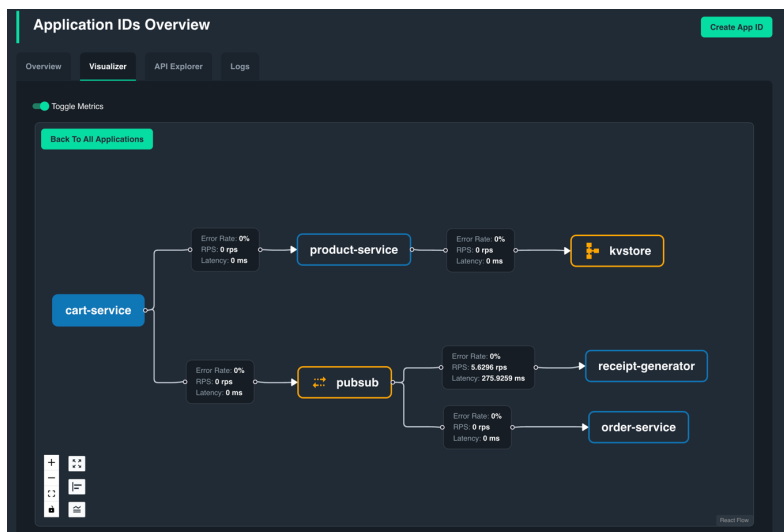 Application IDs Overview
Create App ID
Overview
Visualizer
API Explorer
Logs
Toggle Metrics
Back To All Applications
Error Rate: 0%
RPS: 0 rps
Latency: 0 ms
product-service
Error Rate: 0%
RPS: 0 rps
Latency: 0 ms
kvstore
cart-service
Error Rate: 0%
RPS: 0 rps
Latency: 0 ms
pubsub
Error Rate: 0%
RPS: 5.6296 rps
Latency: 275.9259 ms
receipt-generator
Error Rate: 0%
RPS: 0 rps
Latency: 0 ms
order-service
React Flow